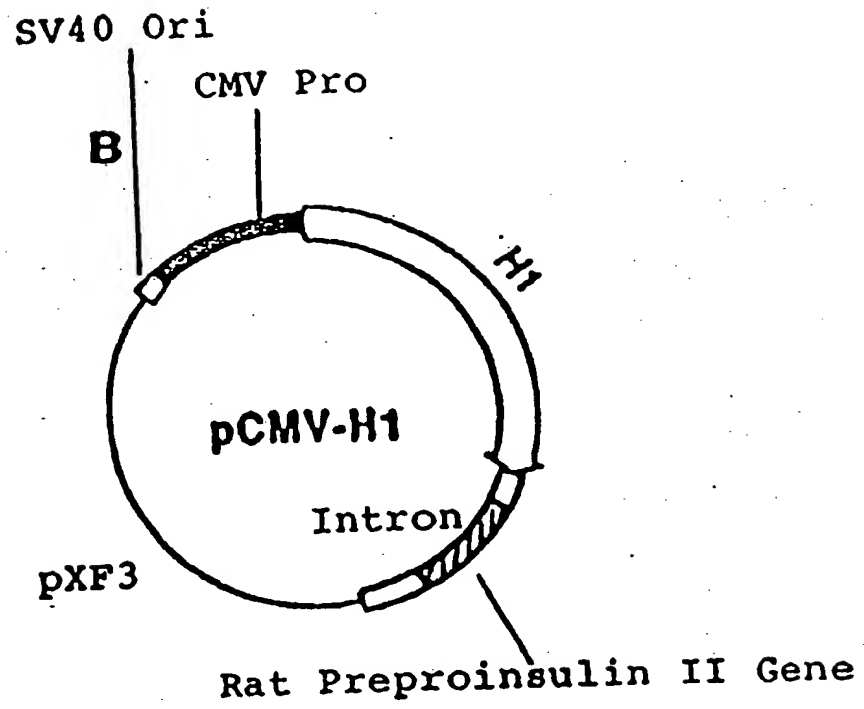 SV40 Ori
CMV Pro
B
H1
pCMV-H1
Intron
pXF3
Rat Preproinsulin II Gene